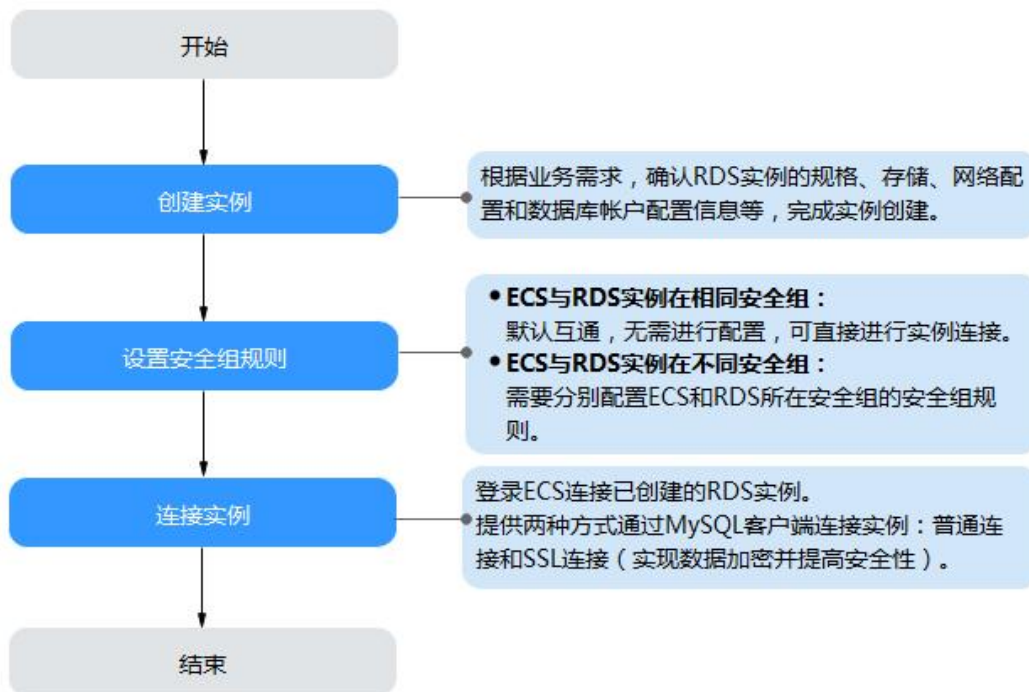 开始
创建实例
根据业务需求，确认RDS实例的规格、存储、网络配
置和数据库帐户配置信息等，完成实例创建。
设置安全组规则
•ECS与RDS实例在相同安全组：
默认互通，无需进行配置，可直接进行实例连接。
•ECS与RDS实例在不同安全组：
需要分别配置ECS和RDS所在安全组的安全组规
则。
连接实例
登录ECS连接已创建的RDS实例。
提供两种方式通过MySQL客户端连接实例：普通连
接和SSL连接（实现数据加密并提高安全性）。
结束